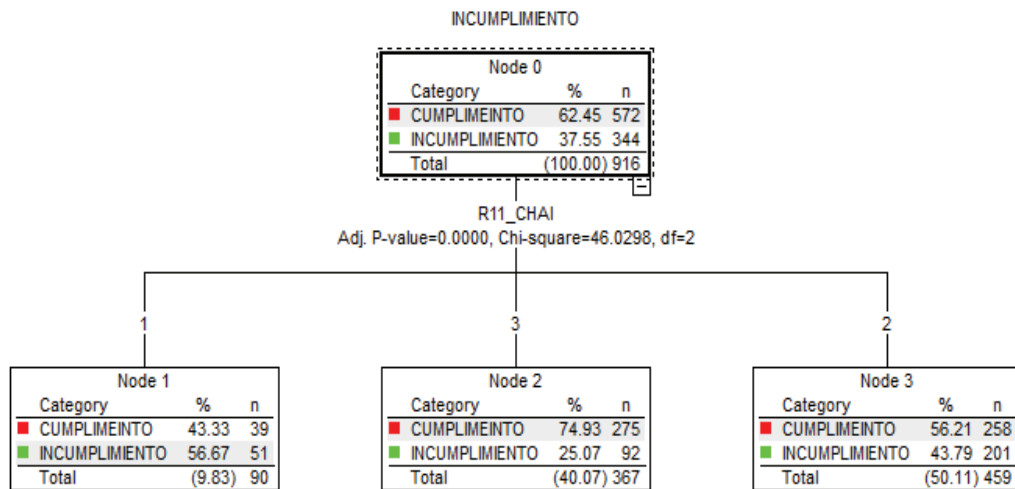 INCUMPLIMIENTO
Node 0
Category % n
CUMPLIMEINTO 62.45 572
INCUMPLIMIENTO 37.55 344
Total (100.00) 916
R11_CHAI
Adj. P-value=0.0000, Chi-square=46.0298, df=2
1
3
2
Node 1
Category % n
CUMPLIMEINTO 43.33 39
INCUMPLIMIENTO 56.67 51
Total (9.83) 90
Node 2
Category % n
CUMPLIMEINTO 74.93 275
INCUMPLIMIENTO 25.07 92
Total (40.07) 367
Node 3
Category % n
CUMPLIMEINTO 56.21 258
INCUMPLIMIENTO 43.79 201
Total (50.11) 459